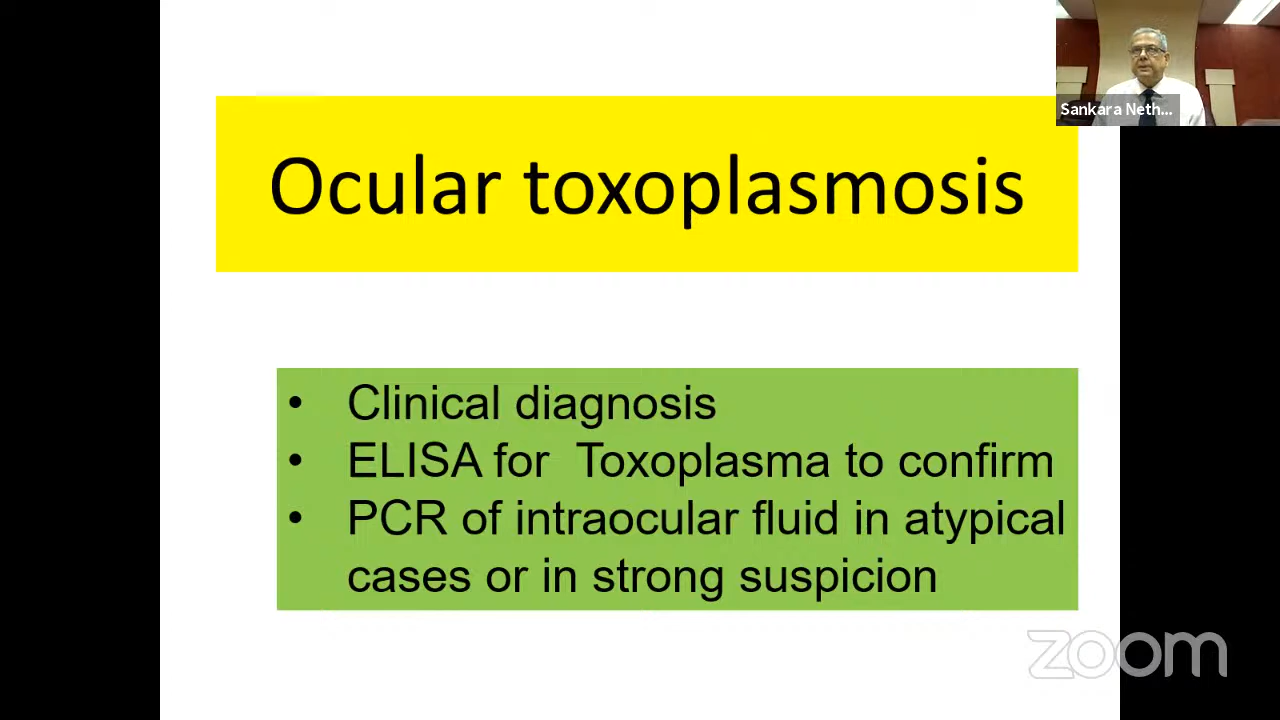 Sankara Neth...
Ocular toxoplasmosis
• Clinical diagnosis
• ELISA for Toxoplasma to confirm
• PCR of intraocular fluid in atypical
cases or in strong suspicion
zoom